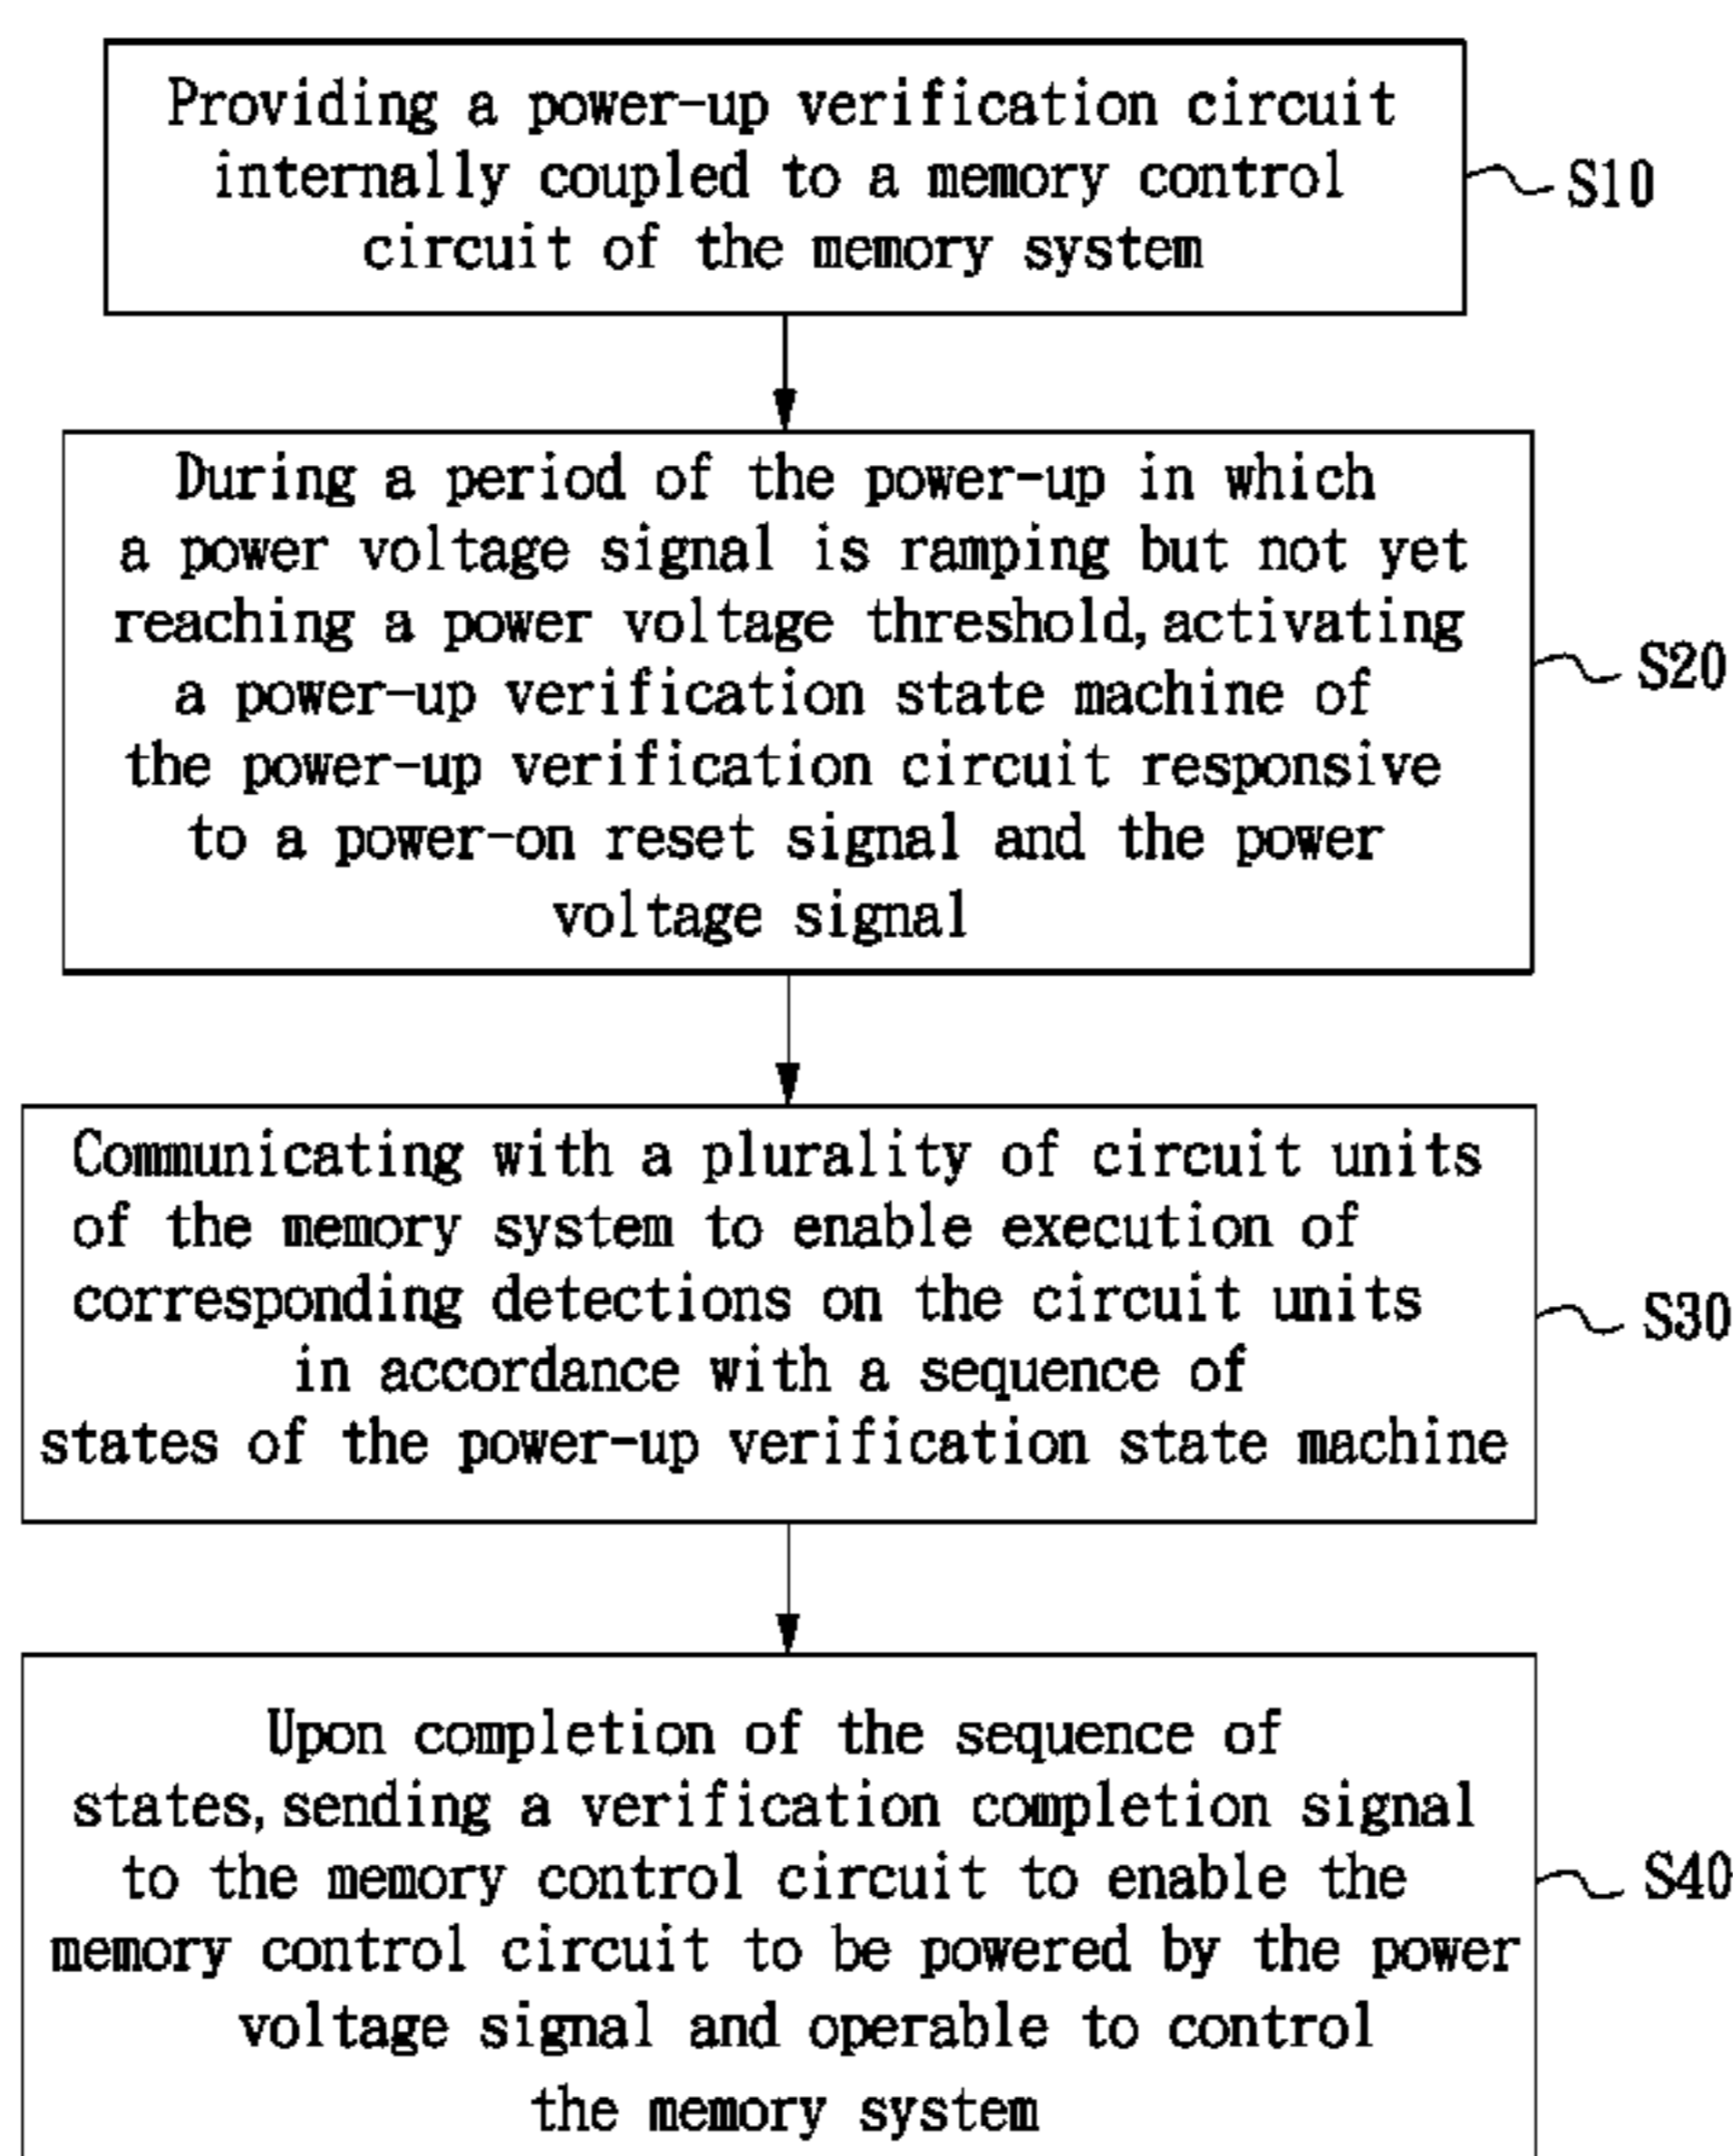 Providing a power-up verification circuit
internally coupled to a memory control
circuit of the memory system
S10
During a period of the power-up in which
a power voltage signal is ramping but not yet
reaching a power voltage threshold, activating
a power-up verification state machine of
the power-up verification circuit responsive
to a power-on reset signal and the power
voltage signal
S20
Communicating with a plurality of circuit units
of the memory system to enable execution of
corresponding detections on the circuit units
in accordance with a sequence of
states of the power-up verification state machine
S30
Upon completion of the sequence of
states, sending a verification completion signal
to the memory control circuit to enable the
memory control circuit to be powered by the power
voltage signal and operable to control
the memory system
S40